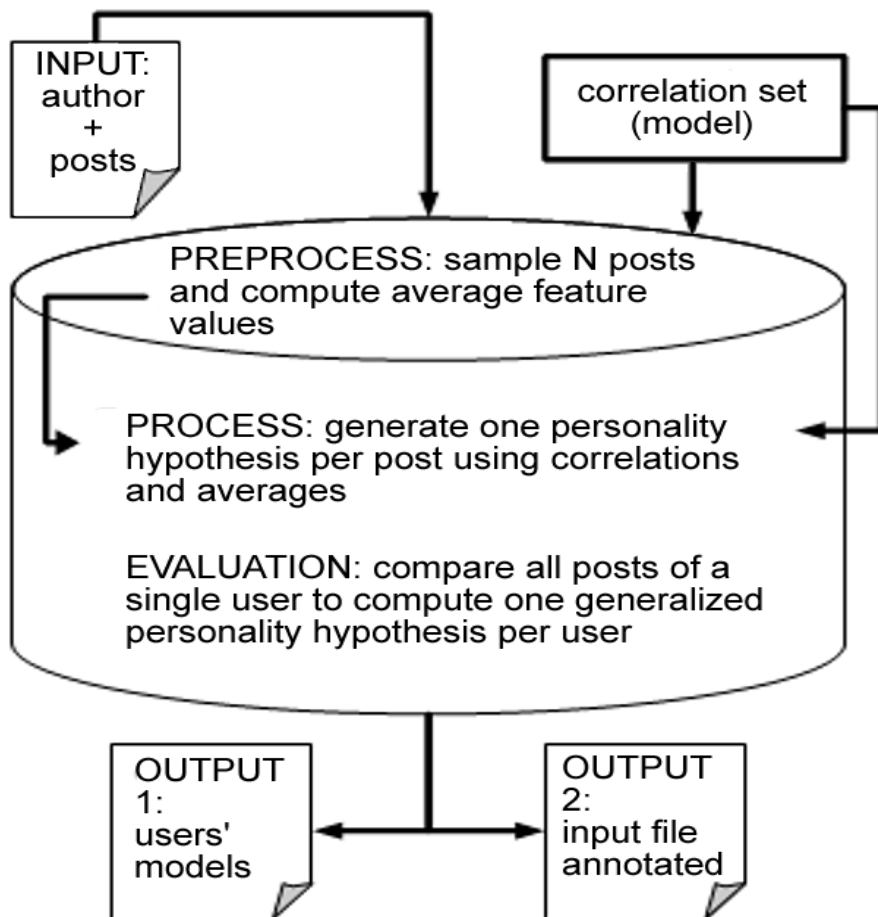 INPUT:
author
+
posts
correlation set
(model)
PREPROCESS: sample N posts
and compute average feature
values
PROCESS: generate one personality
hypothesis per post using correlations
and averages
EVALUATION: compare all posts of a
single user to compute one generalized
personality hypothesis per user
OUTPUT
1:
users'
models
OUTPUT
2:
input file
annotated